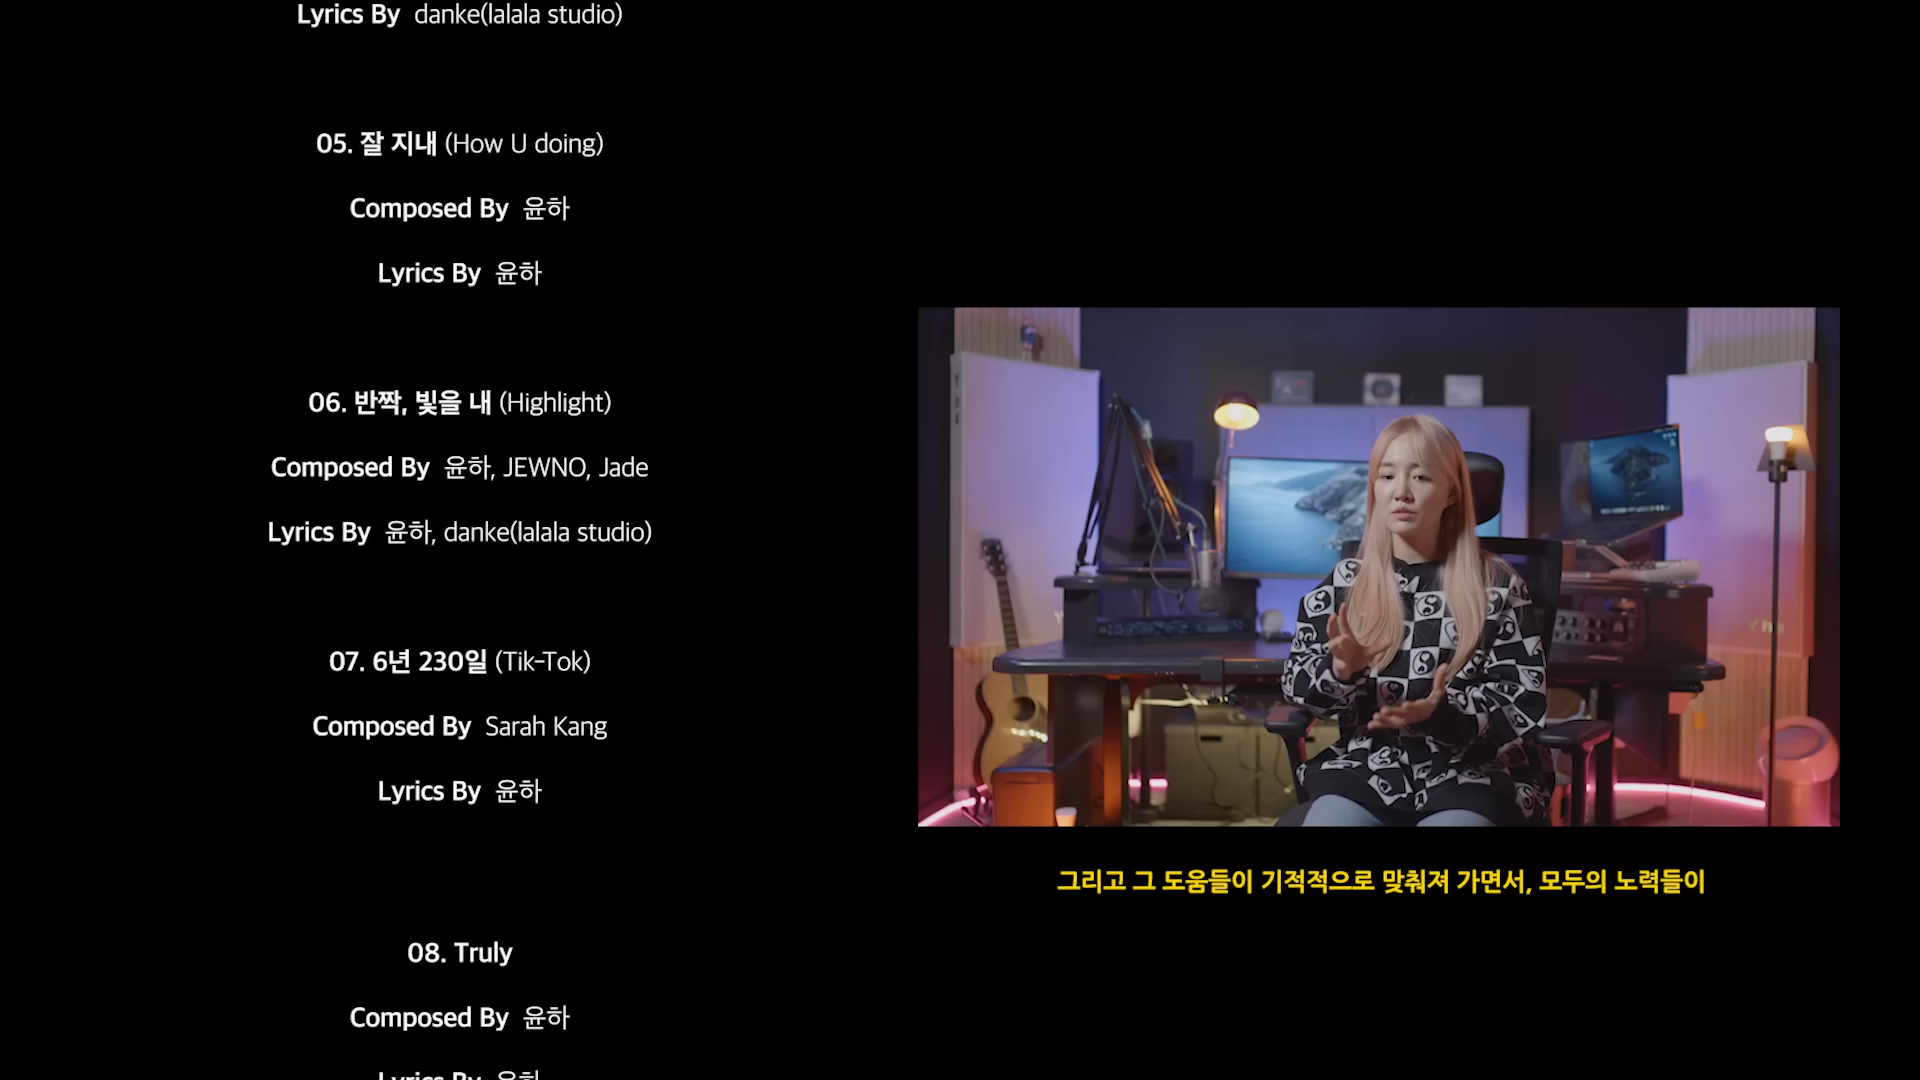 Lyrics By danke(lalala studio)
05. 잘 지내 (How U doing)
Composed By 윤하
Lyrics By 윤하
06. 반짝, 빛을 내 (Highlight)
Composed By 윤하, JEWNO, Jade
Lyrics By 윤하, danke(lalala studio)
07. 6년 230일 (Tik-Tok)
Composed By Sarah Kang
Lyrics By 윤하
08. Truly
Composed By 윤하
Lyrics By 윤하
그리고 그 도움들이 기적적으로 맞춰져 가면서, 모두의 노력들이